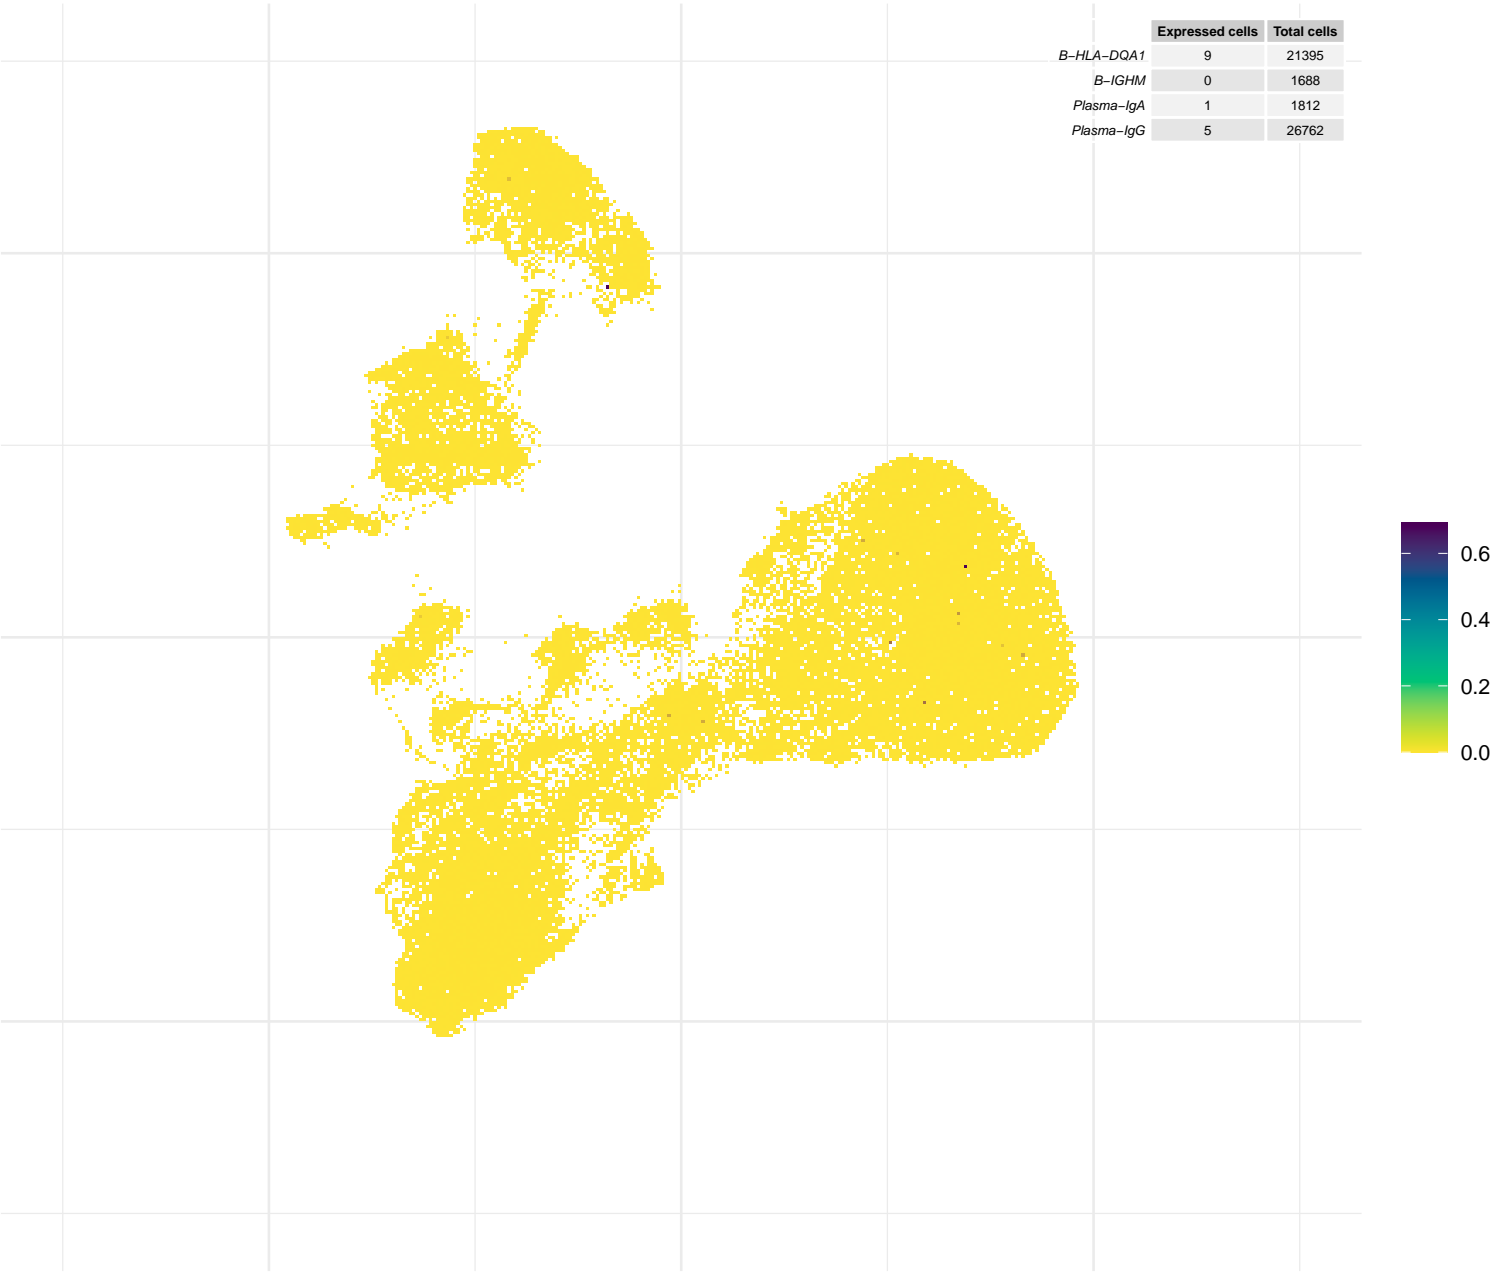 Expressed cells Total cells
B−HLA−DQA1 9 21395
B−IGHM 0 1688
Plasma−IgA 1 1812
Plasma−IgG 5 26762
0.6
0.4
0.2
0.0